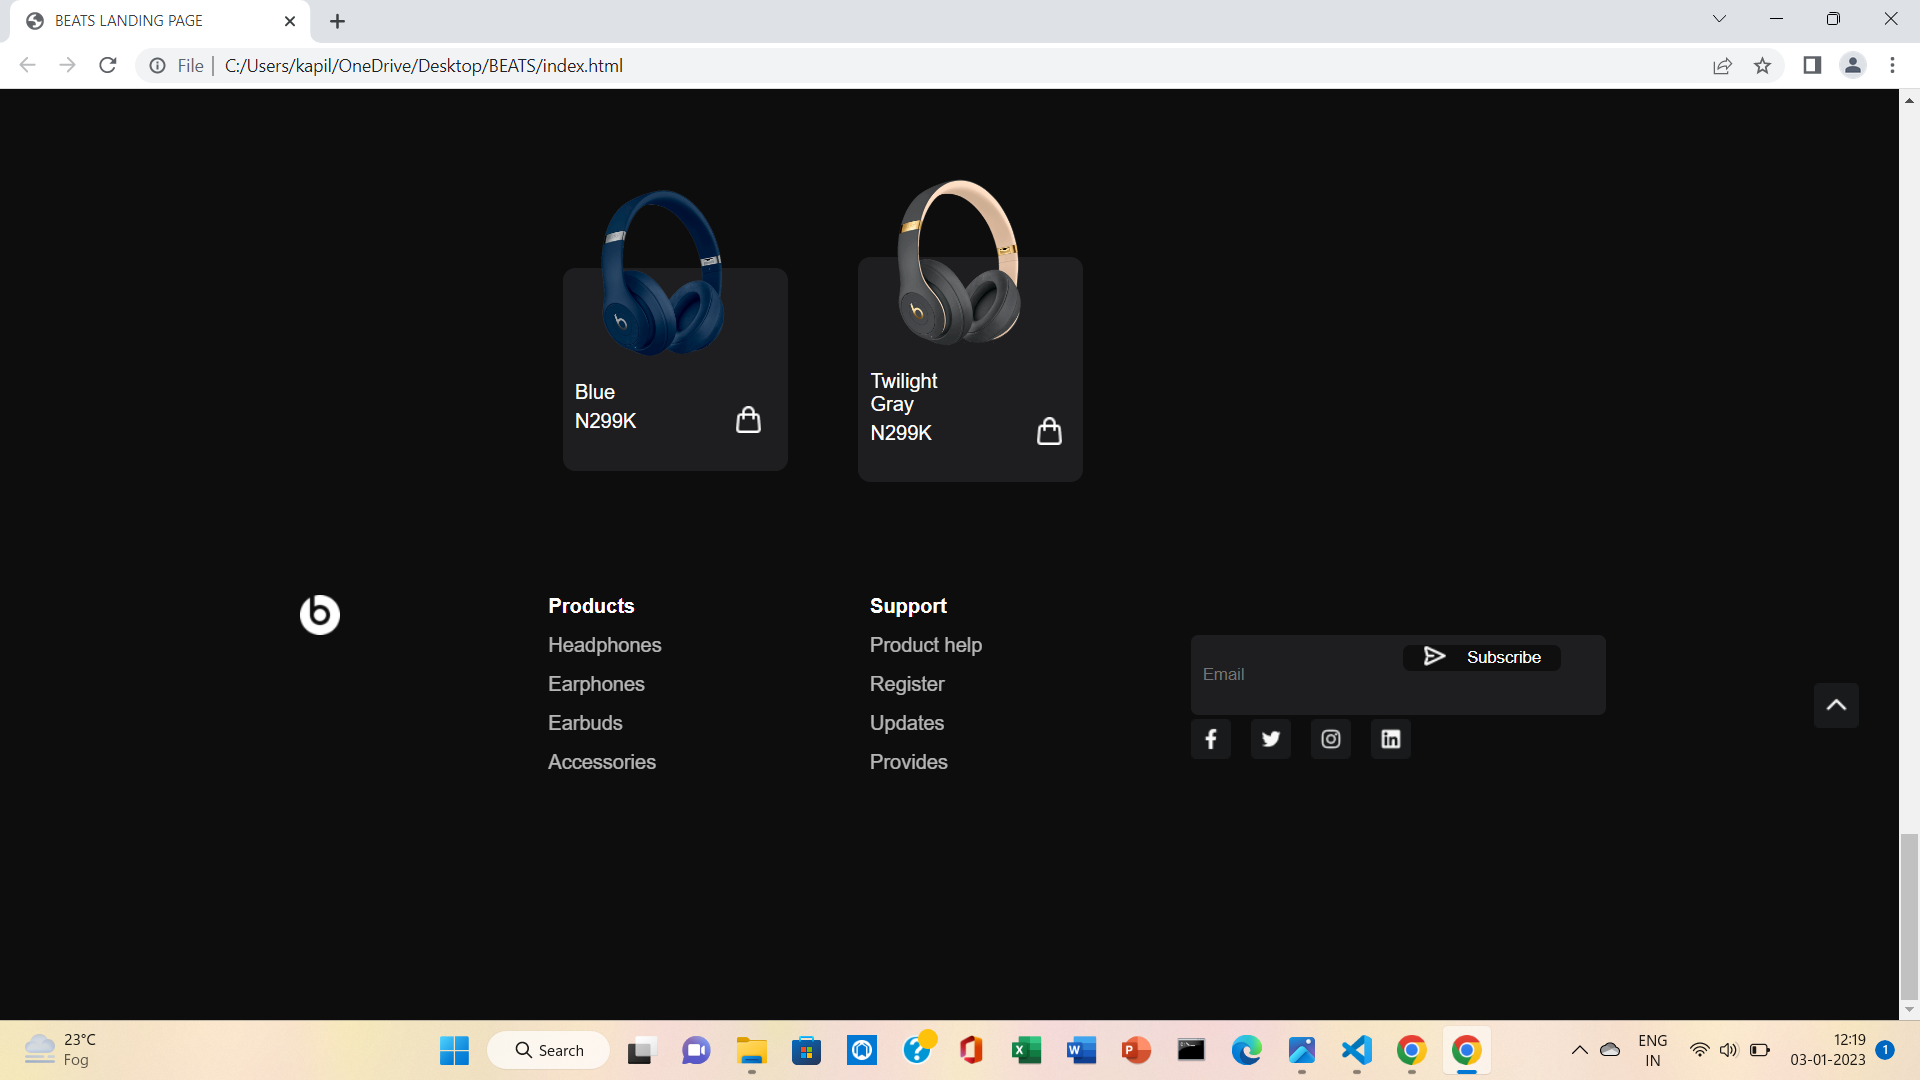 BEATS LANDING PAGE
File | C:/Users/kapil/OneDrive/Desktop/BEATS/index.html
Blue
N299K
Twilight
Gray
N299K
Products
Headphones
Earphones
Earbuds
Accessories
Support
Product help
Register
Updates
Provides
Email
Subscribe
23°C
Fog
Search
ENG
IN
12:19
03-01-2023
1